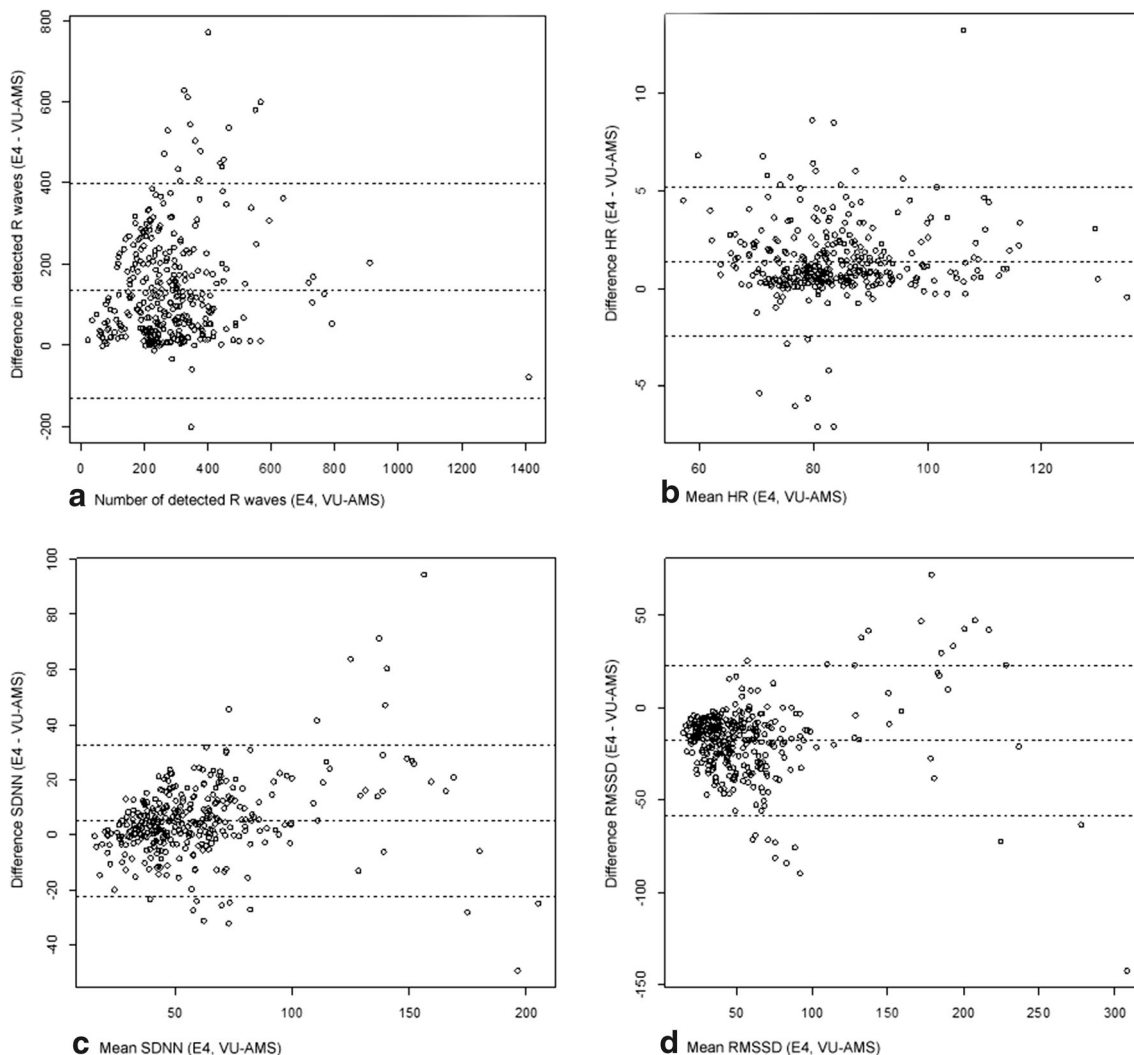 800
600
400
200
0
-200
Difference in detected R waves (E4 - VU-AMS)
0 200 400 600 800 1000 1200 1400
a Number of detected R waves (E4, VU-AMS)
10
5
0
-5
Difference HR (E4 - VU-AMS)
60 80 100 120
b Mean HR (E4, VU-AMS)
100
80
60
40
20
0
-20
-40
Difference SDNN (E4 - VU-AMS)
50 100 150 200
c Mean SDNN (E4, VU-AMS)
50
0
-50
-100
-150
Difference RMSSD (E4 - VU-AMS)
50 100 150 200 250 300
d Mean RMSSD (E4, VU-AMS)